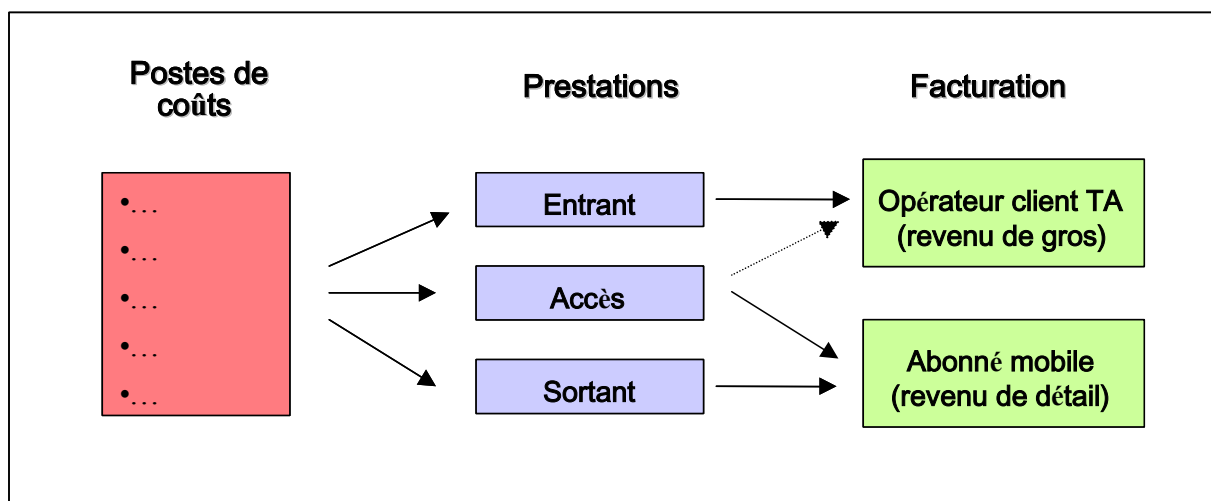 Postes de
coûts
Prestations
Facturation
•…
•…
•…
•…
•…
Entrant
Accès
Sortant
Opérateur client TA
(revenu de gros)
Abonné mobile
(revenu de détail)